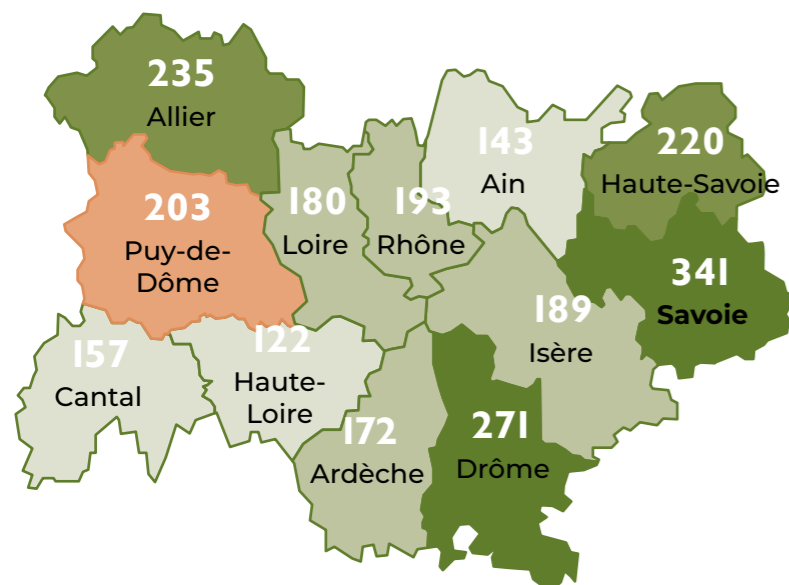 235
Allier
143
Ain
220
Haute-Savoie
203
Puy-de-
Dôme
180
Loire
193
Rhône
341
Savoie
189
Isère
157
Cantal
122
Haute-
Loire
172
Ardèche
271
Drôme